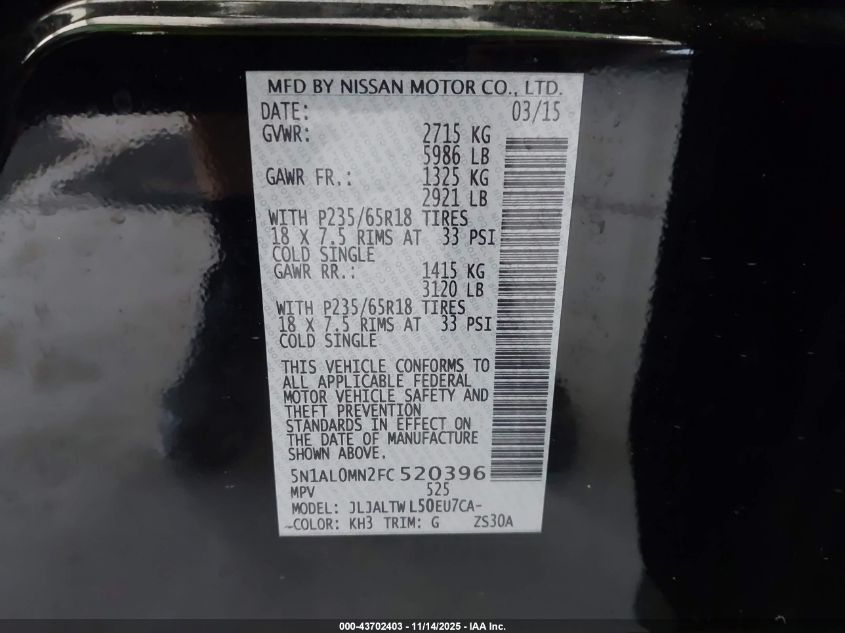 MFD BY NISSAN MOTOR CO., LTD.
DATE: 03/15
GVWR: 2715 KG
5986 LB
GAWR FR.: 1325 KG
2921 LB
WITH P235/65R18 TIRES
18 X 7.5 RIMS AT 33 PSI
COLD SINGLE
GAWR RR.: 1415 KG
3120 LB
WITH P235/65R18 TIRES
18 X 7.5 RIMS AT 33 PSI
COLD SINGLE
THIS VEHICLE CONFORMS TO
ALL APPLICABLE FEDERAL
MOTOR VEHICLE SAFETY AND
THEFT PREVENTION
STANDARDS IN EFFECT ON
THE DATE OF MANUFACTURE
SHOWN ABOVE.
5N1AL0MN2FC520396
MPV 525
MODEL: JLJALTWL50EU7CA-
-COLOR: KH3 TRIM: G ZS30A
000-43702403 - 11/14/2025 - IAA Inc.